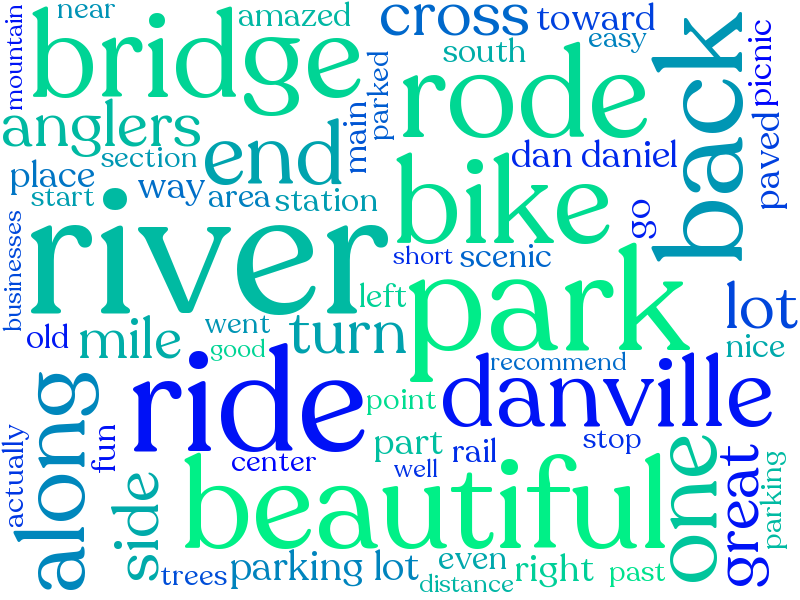 near
amazed
cross
toward
mountain
bridge
south
easy
rode
back
picnic
anglers
parked
main
section
end
dan daniel
paved
place
way
area
station
start
bike
go
river
businesses
short
scenic
left
park
lot
old
mile
went
good
turn
nice
ride
recommend
danville
point
along
actually
fun
center
part
well
rail
stop
side
beautiful
one
great
parking
trees
parking lot
even
distance
right
past